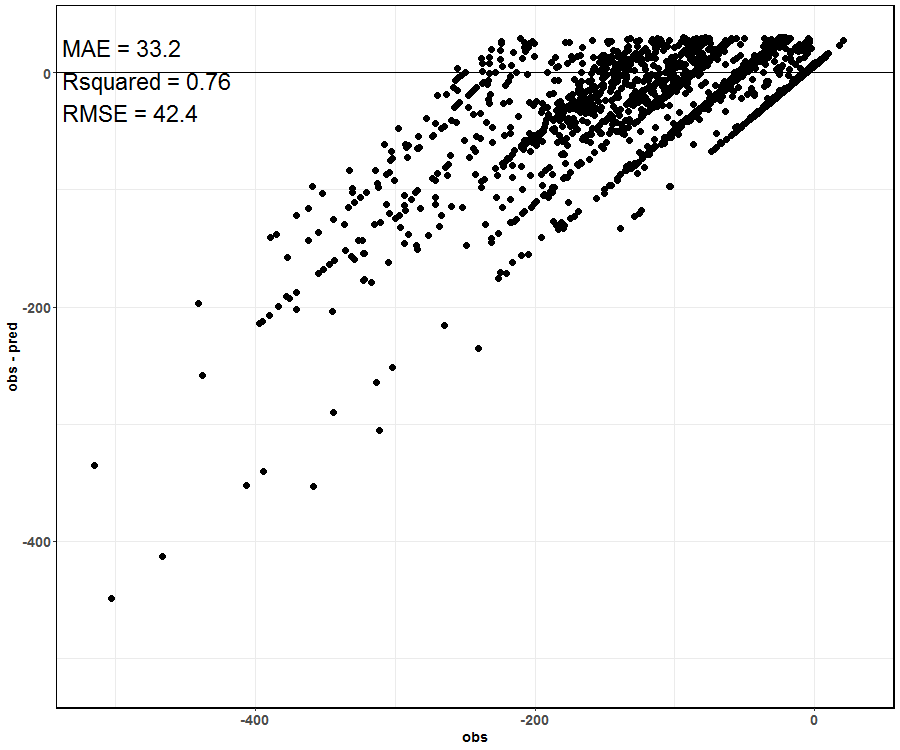 MAE = 33.2
0
Rsquared = 0.76
RMSE = 42.4
-200
obs - pred
-400
-400
-200
0
obs